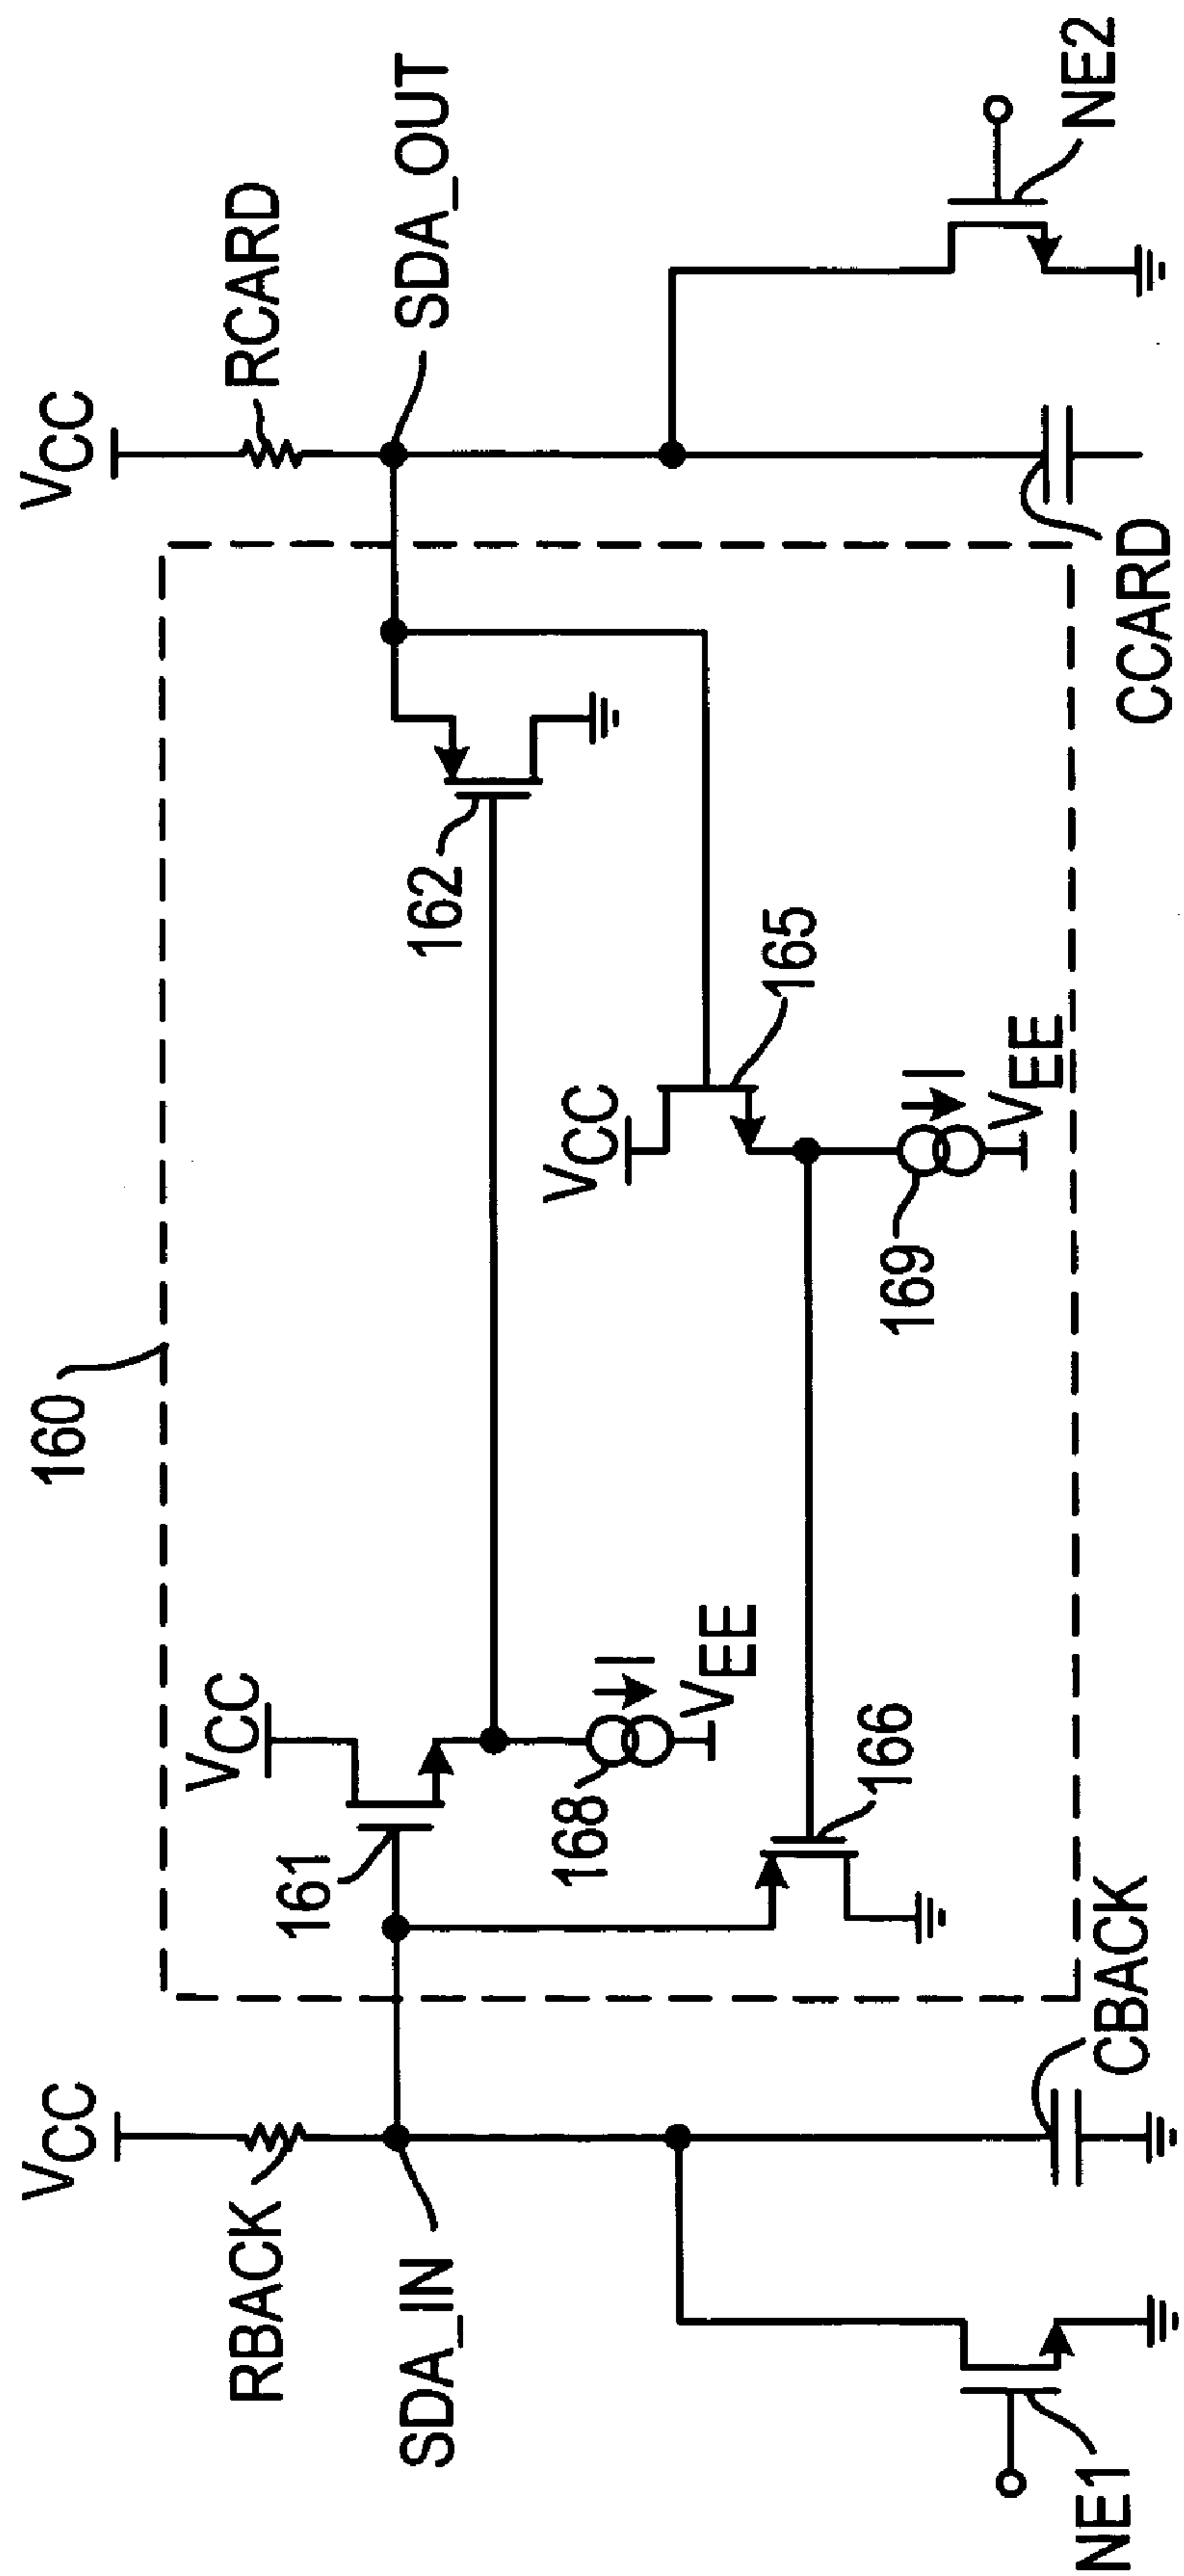 160
VCC
RBACK
SDA_IN
NE1
CBACK
161
VCC
168
I
VEE
166
162
VCC
165
169
I
VEE
VCC
RCARD
SDA_OUT
CCARD
NE2